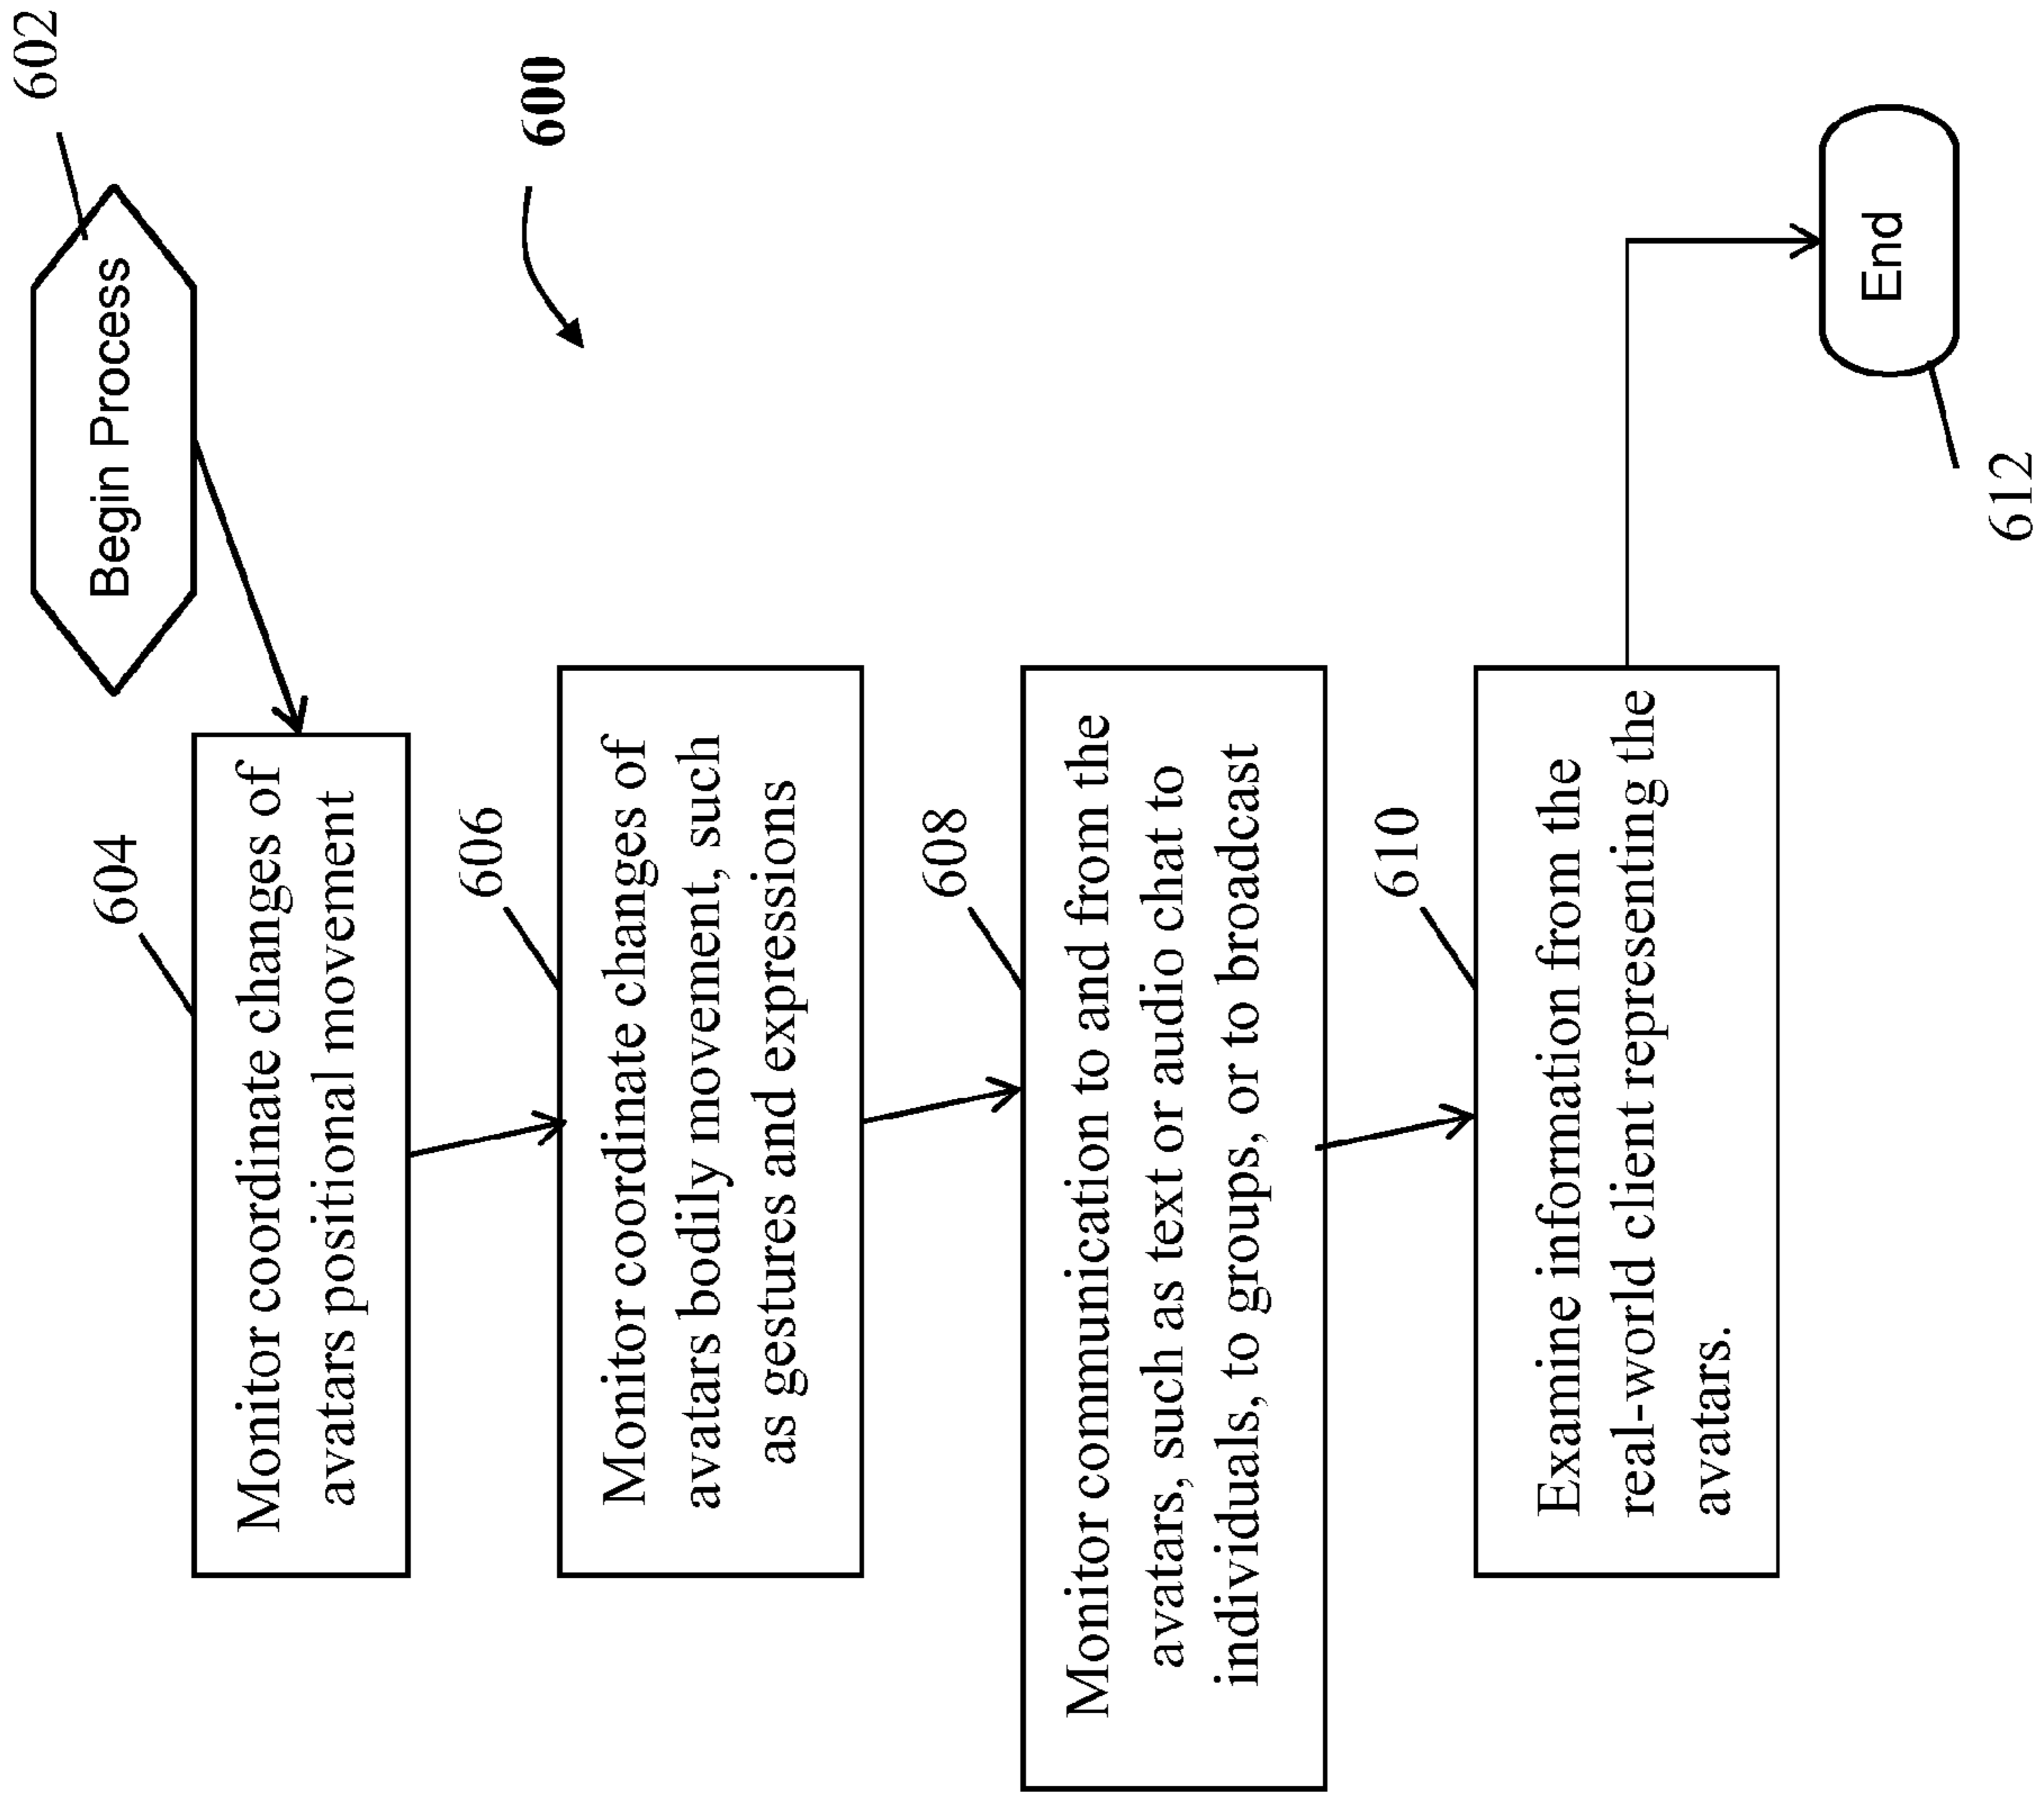 602
Begin Process
600
604
Monitor coordinate changes of
avatars positional movement
606
Monitor coordinate changes of
avatars bodily movement, such
as gestures and expressions
608
Monitor communication to and from the
avatars, such as text or audio chat to
individuals, to groups, or to broadcast
610
Examine information from the
real-world client representing the
avatars.
End
612